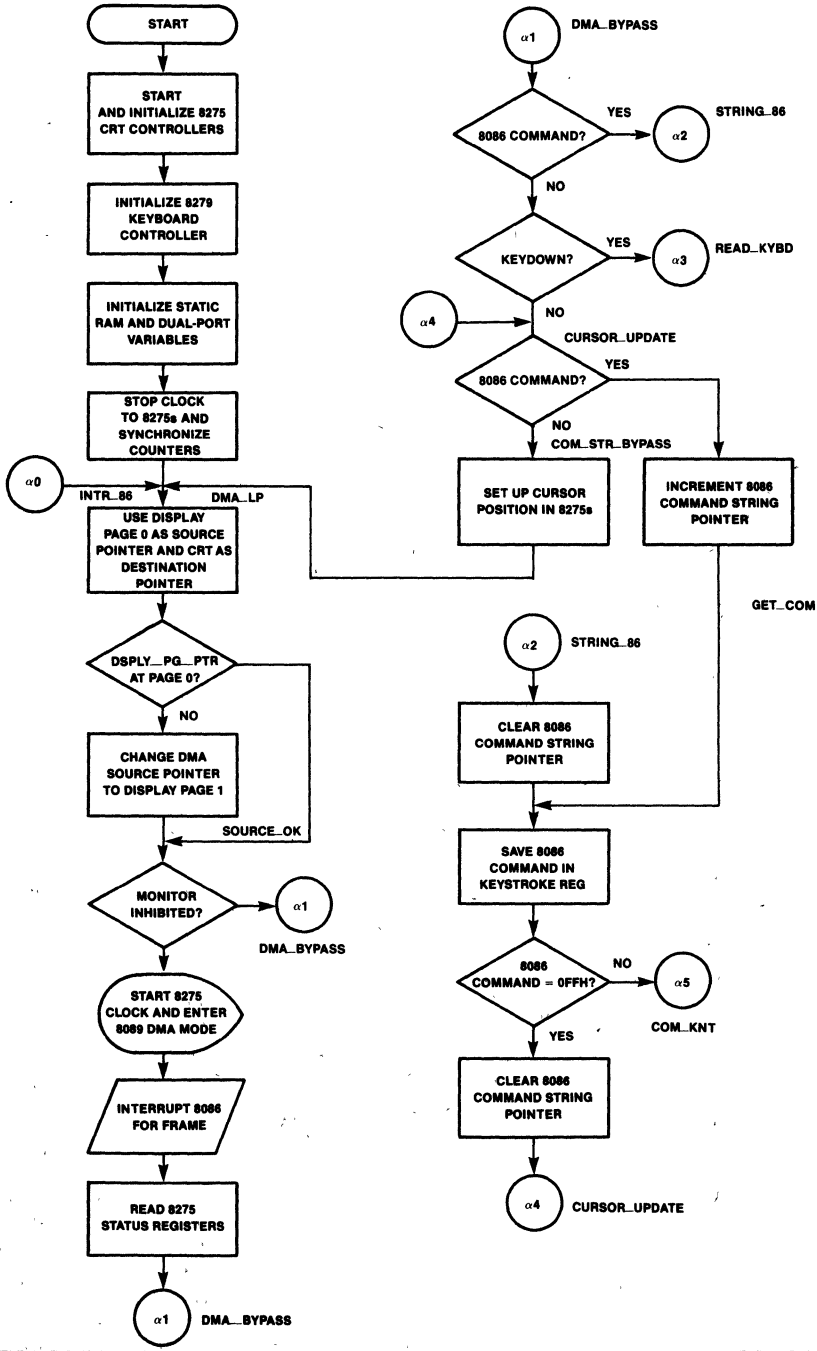 START
START
AND INITIALIZE 8275
CRT CONTROLLERS
INITIALIZE 8279
KEYBOARD
CONTROLLER
INITIALIZE STATIC
RAM AND DUAL-PORT
VARIABLES
STOP CLOCK
TO 8275s AND
SYNCHRONIZE
COUNTERS
α0
INTR_86
DMA_LP
USE DISPLAY
PAGE 0 AS SOURCE
POINTER AND CRT AS
DESTINATION
POINTER
DSPLY_PG_PTR
AT PAGE 0?
NO
CHANGE DMA
SOURCE POINTER
TO DISPLAY PAGE 1
SOURCE_OK
MONITOR
INHIBITED?
α1
DMA_BYPASS
START 8275
CLOCK AND ENTER
8089 DMA MODE
INTERRUPT 8086
FOR FRAME
READ 8275
STATUS REGISTERS
α1
DMA_BYPASS
α1
DMA_BYPASS
8086 COMMAND?
YES
α2
STRING_86
NO
KEYDOWN?
YES
α3
READ_KYBD
NO
α4
CURSOR_UPDATE
8086 COMMAND?
YES
NO
COM_STR_BYPASS
SET UP CURSOR
POSITION IN 8275s
INCREMENT 8086
COMMAND STRING
POINTER
GET_COM
α2
STRING_86
CLEAR 8086
COMMAND STRING
POINTER
SAVE 8086
COMMAND IN
KEYSTROKE REG
8086
COMMAND = 0FFH?
NO
α5
COM_KNT
YES
CLEAR 8086
COMMAND STRING
POINTER
α4
CURSOR_UPDATE